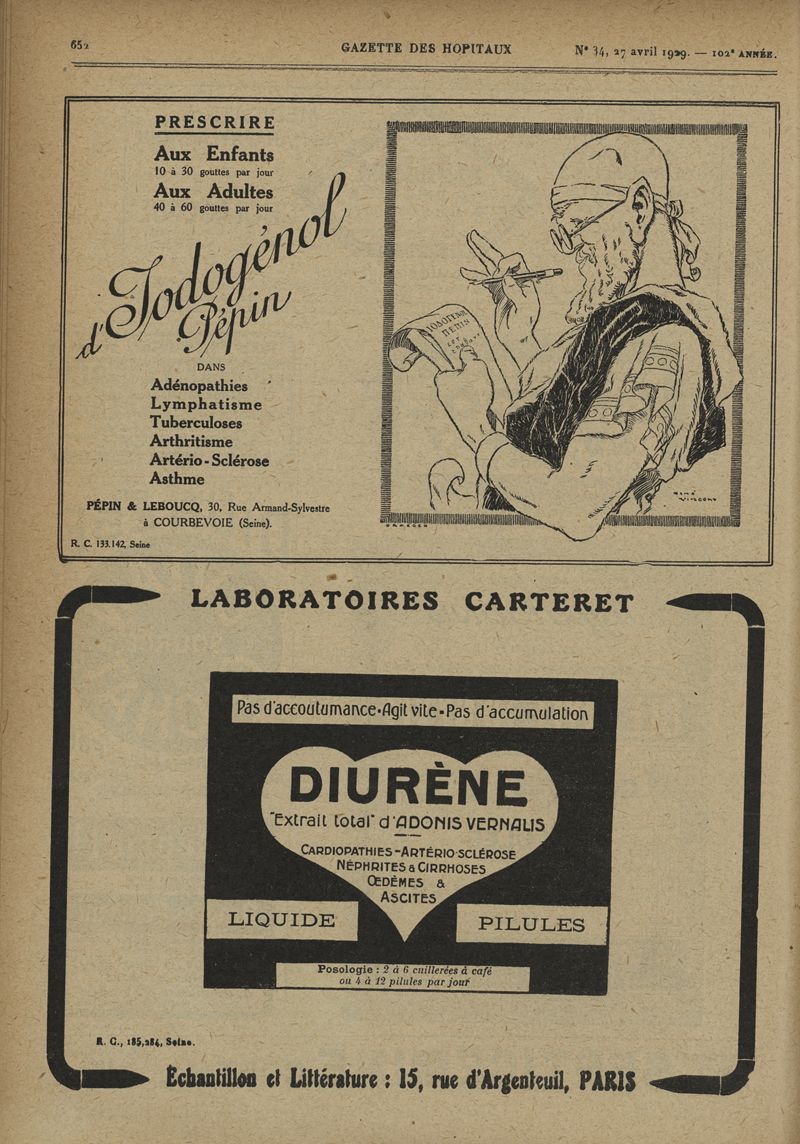 652
GAZETTE DES HOPITAUX
N° 34, 27 avril 1929. — 102e ANNÉE.
PRESCRIRE
Aux Enfants
10 à 30 gouttes par jour
Aux Adultes
40 à 60 gouttes par jour
d'Iodogénol
Pépin
DANS
Adénopathies
Lymphatisme
Tuberculoses
Arthritisme
Artério-Sclérose
Asthme
PÉPIN & LEBOUCQ, 30, Rue Armand-Sylvestre
à COURBEVOIE (Seine).
R. C. 133.142, Seine
PEPIN
RENÉ
VINCENT
LABORATOIRES CARTERET
Pas d'accoutumance•Agit vite•Pas d'accumulation
DIURÈNE
"Extrait total" d'ADONIS VERNALIS
CARDIOPATHIES-ARTÉRIO-SCLÉROSE
NÉPHRITES & CIRRHOSES
ŒDÈMES &
ASCITES
LIQUIDE
PILULES
Posologie : 2 à 6 cuillerées à café
ou 4 à 12 pilules par jour
R. C., 185,284, Seine.
Échantillon et Littérature : 15, rue d'Argenteuil, PARIS